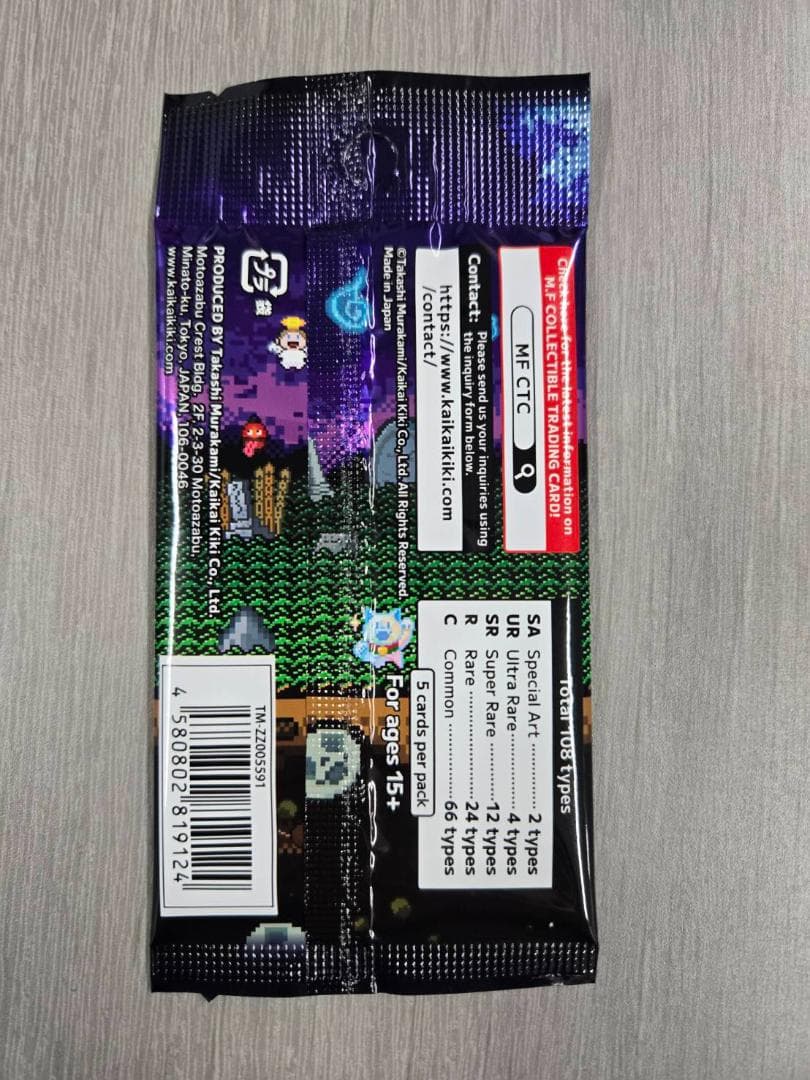 Check here for the latest information on
M.F COLLECTIBLE TRADING CARD!
MF CTC
Contact: Please send us your inquiries using
the inquiry form below.
https://www.kaikaikiki.com
/contact/
©Takashi Murakami/Kaikai Kiki Co., Ltd. All Rights Reserved.
Made in Japan
プラ
袋
PRODUCED BY Takashi Murakami/Kaikai Kiki Co., Ltd.
Motoazabu Crest Bldg. 2F, 2-3-30 Motoazabu,
Minato-ku, Tokyo, JAPAN, 106-0046
www.kaikaikiki.com
Total 108 types
SA Special Art ............ 2 types
UR Ultra Rare ............ 4 types
SR Super Rare ............ 12 types
R Rare ............ 24 types
C Common ............ 66 types
5 cards per pack
For ages 15+
TM-ZZ005591
4 580802 819124